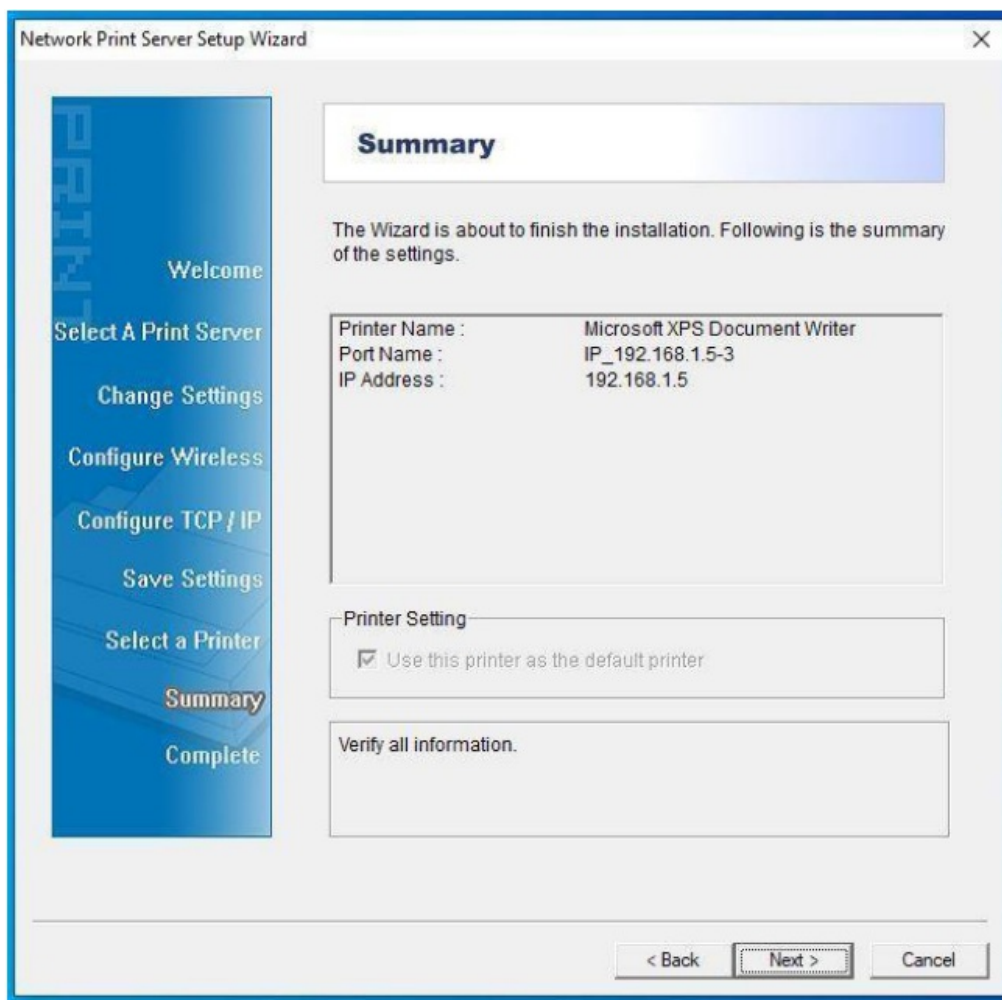 Network Print Server Setup Wizard
PRINT
Welcome
Select A Print Server
Change Settings
Configure Wireless
Configure TCP / IP
Save Settings
Select a Printer
Summary
Complete
Summary
The Wizard is about to finish the installation. Following is the summary
of the settings.
Printer Name : Microsoft XPS Document Writer
Port Name : IP_192.168.1.5-3
IP Address : 192.168.1.5
Printer Setting
Use this printer as the default printer
Verify all information.
< Back Next > Cancel